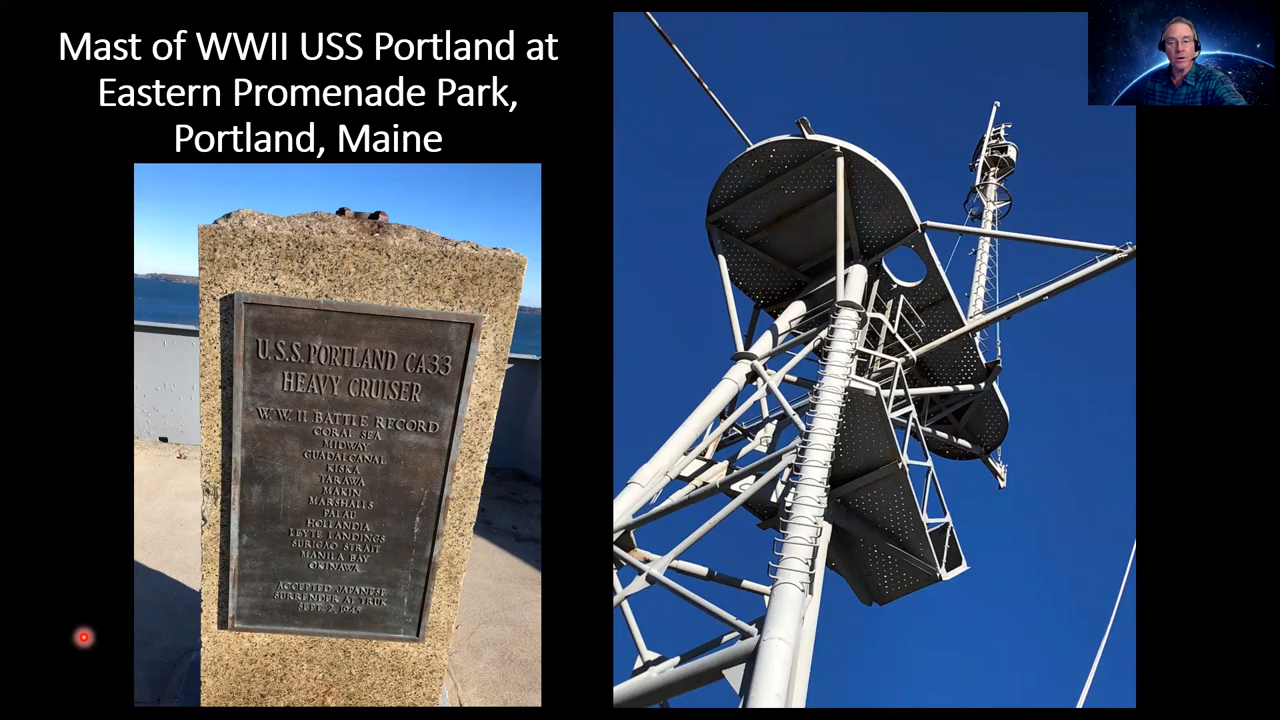 Mast of WWII USS Portland at
Eastern Promenade Park,
Portland, Maine
U.S.S. PORTLAND CA33
HEAVY CRUISER
W.W. II BATTLE RECORD
CORAL SEA
MIDWAY
GUADALCANAL
KISKA
TARAWA
MAKIN
MARSHALLS
PALAU
HOLLANDIA
LEYTE LANDINGS
SURIGAO STRAIT
MANILA BAY
OKINAWA
ACCEPTED JAPANESE
SURRENDER AT TRUK
SEPT. 2, 1945